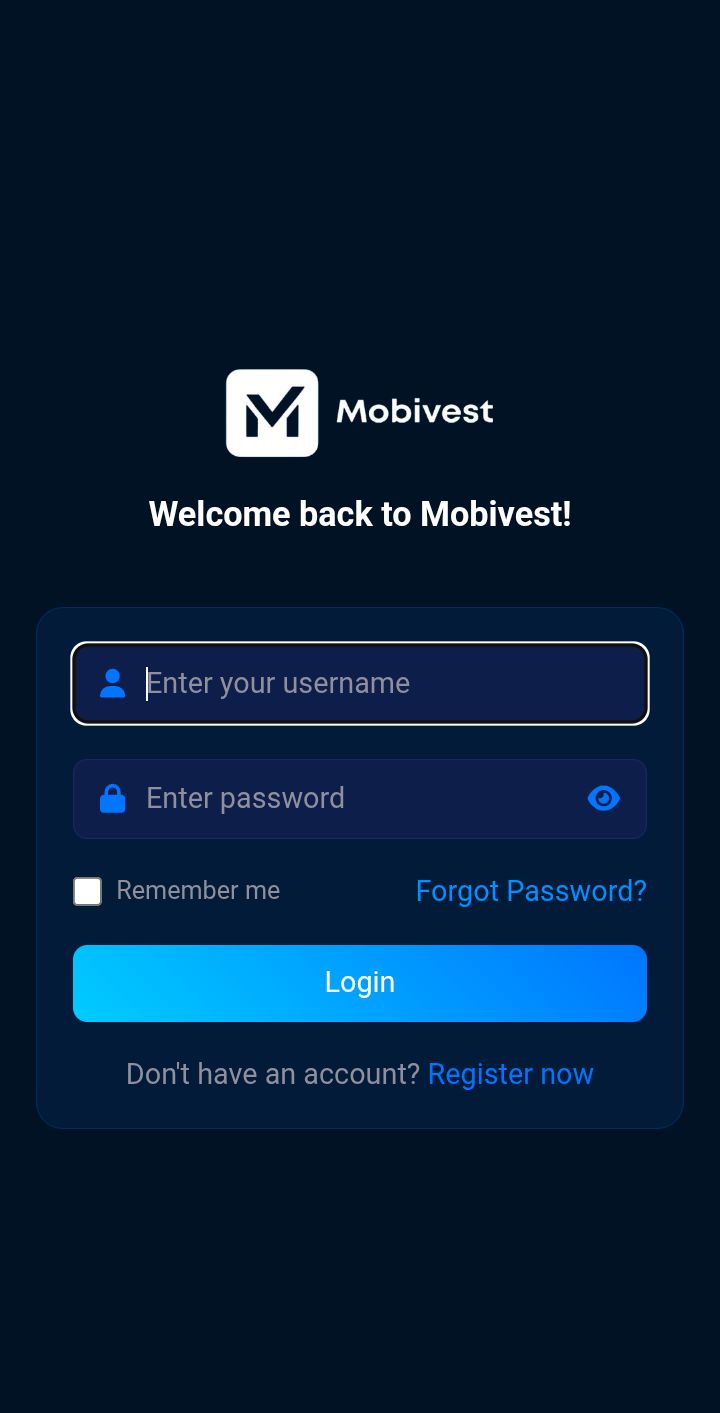 Mobivest
Welcome back to Mobivest!
Enter your username
Enter password
Remember me
Forgot Password?
Login
Don't have an account? Register now